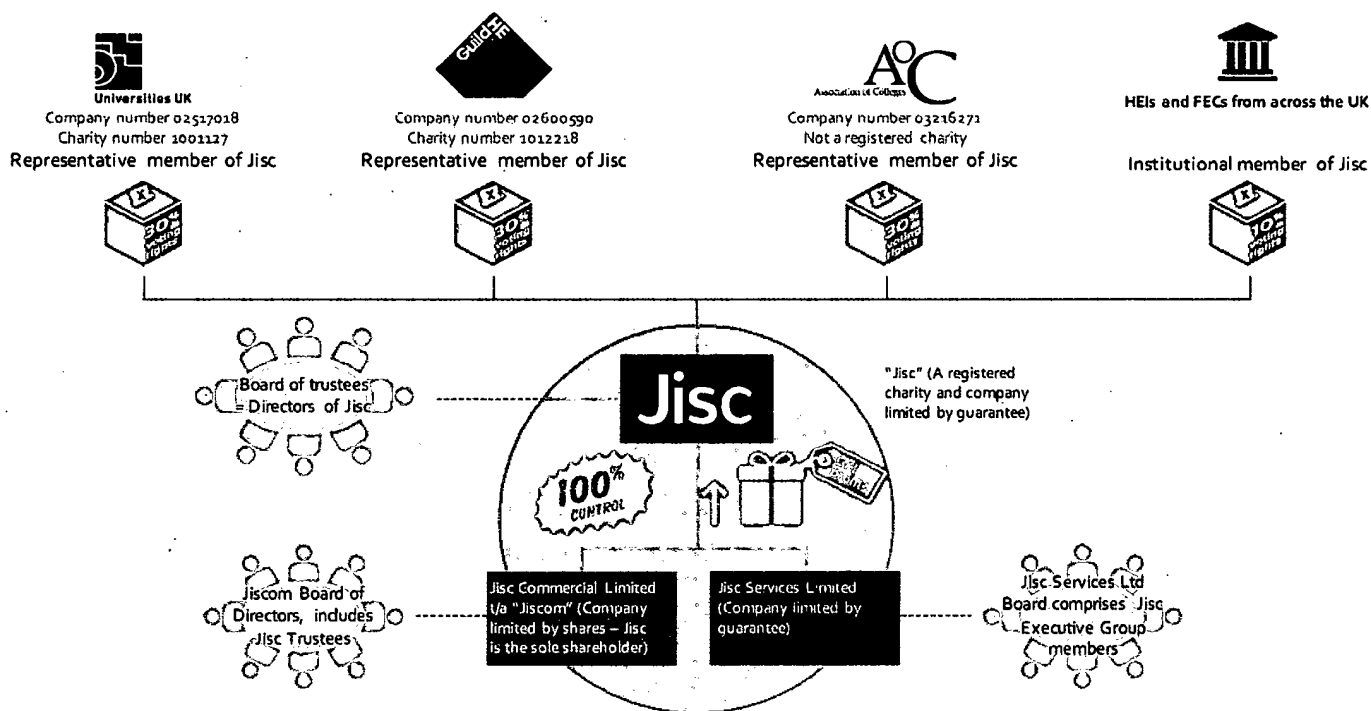 Universities UK
Company number 02517018
Charity number 1001127
Representative member of Jisc
30%
voting
rights
GuildHE
Company number 02600590
Charity number 1012218
Representative member of Jisc
30%
voting
rights
AoC
Association of Colleges
Company number 03216271
Not a registered charity
Representative member of Jisc
30%
voting
rights
HEIs and FECs from across the UK
Institutional member of Jisc
10%
voting
rights
Board of trustees
= Directors of Jisc
Jisc
"Jisc" (A registered
charity and company
limited by guarantee)
100%
CONTROL
Jiscom Board of
Directors, includes
Jisc Trustees
Jisc Commercial Limited
t/a "Jiscom" (Company
limited by shares – Jisc
is the sole shareholder)
Jisc Services Limited
(Company limited by
guarantee)
Jisc Services Ltd
Board comprises Jisc
Executive Group
members